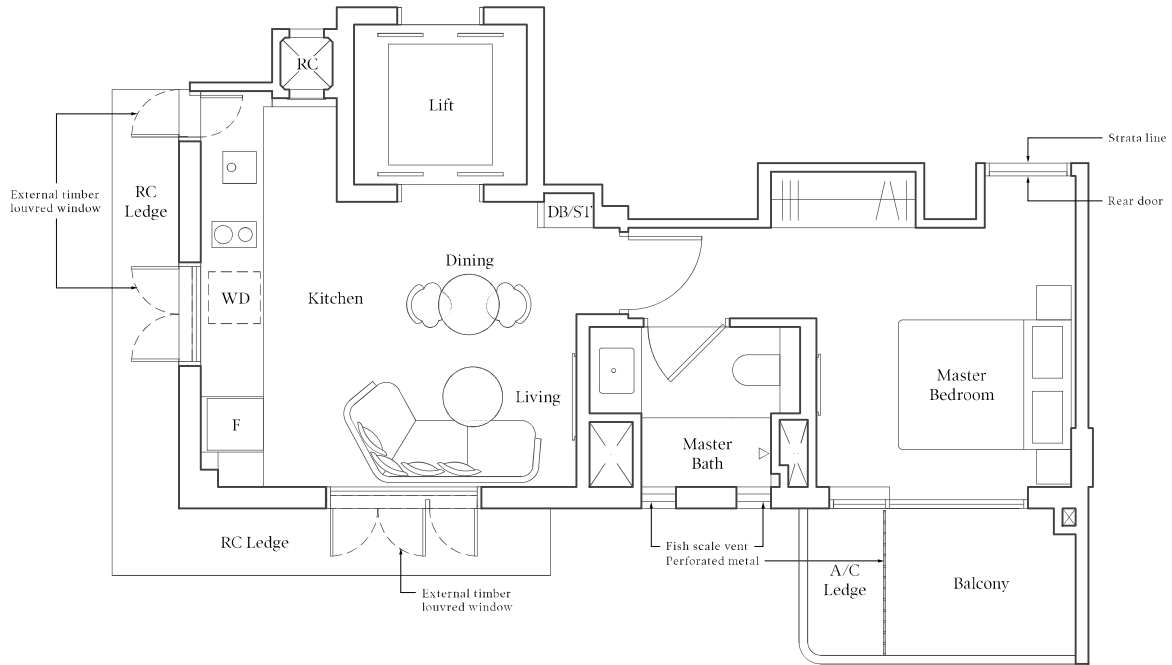 RC
Lift
Strata line
External timber
louvred window
RC
Ledge
Rear door
DB/ST
Dining
WD
Kitchen
Master
Bedroom
Living
F
Master
Bath
RC Ledge
Fish scale vent
Perforated metal
A/C
Ledge
Balcony
External timber
louvred window